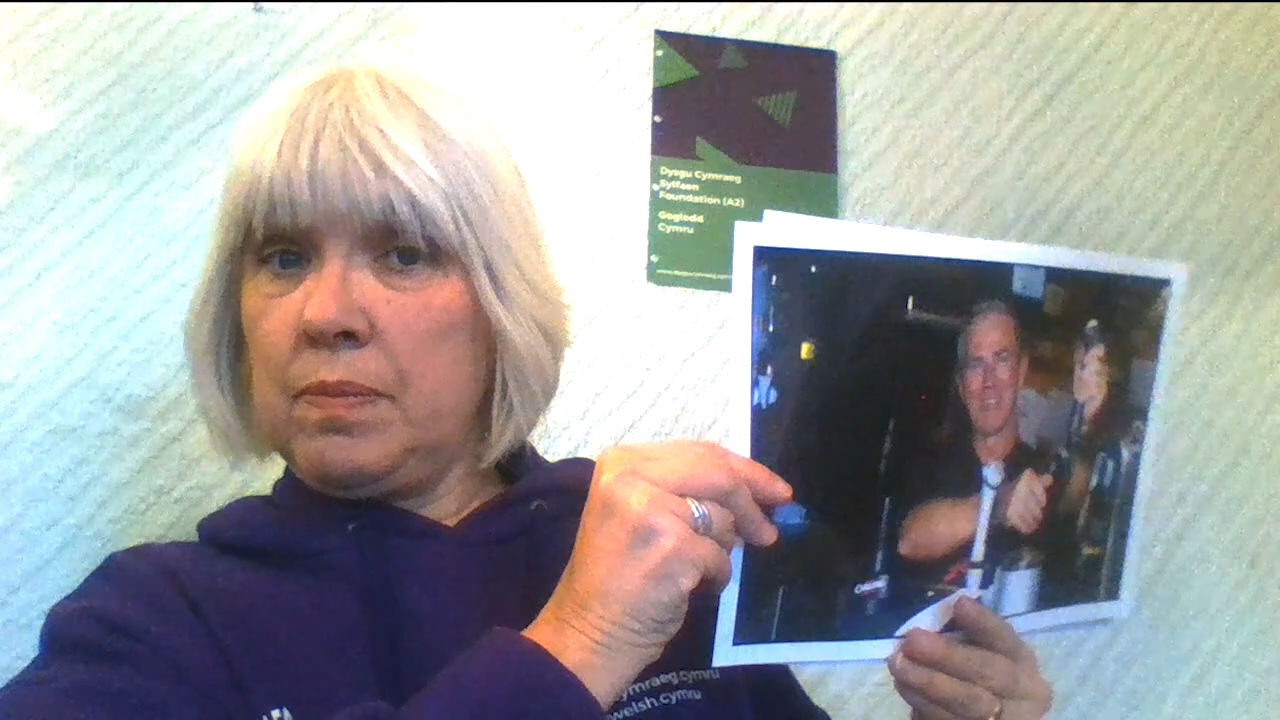 Dysgu Cymraeg
Sylfaen
Foundation (A2)
Gogledd
Cymru
cymraeg.cymru
welsh.cymru